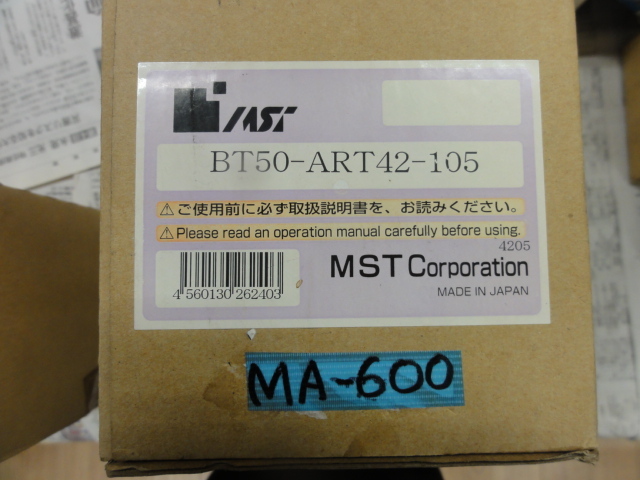 MST
BT50-ART42-105
⚠ご使用前に必ず取扱説明書を、お読みください。
⚠Please read an operation manual carefully before using.
4205
MST Corporation
4 560130 262403
MADE IN JAPAN
MA-600